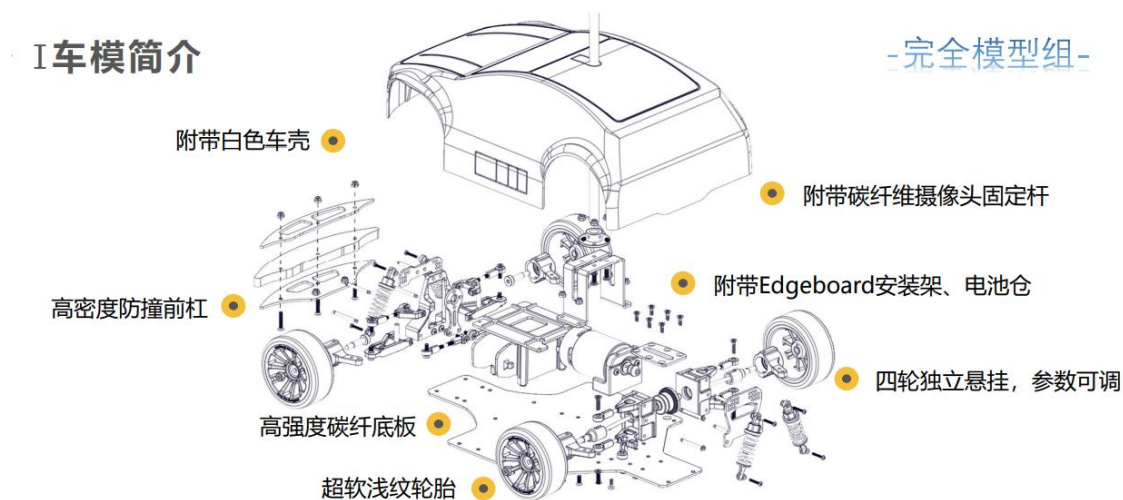 I车模简介
-完全模型组-
附带白色车壳
附带碳纤维摄像头固定杆
附带Edgeboard安装架、电池仓
高密度防撞前杠
四轮独立悬挂，参数可调
高强度碳纤底板
超软浅纹轮胎